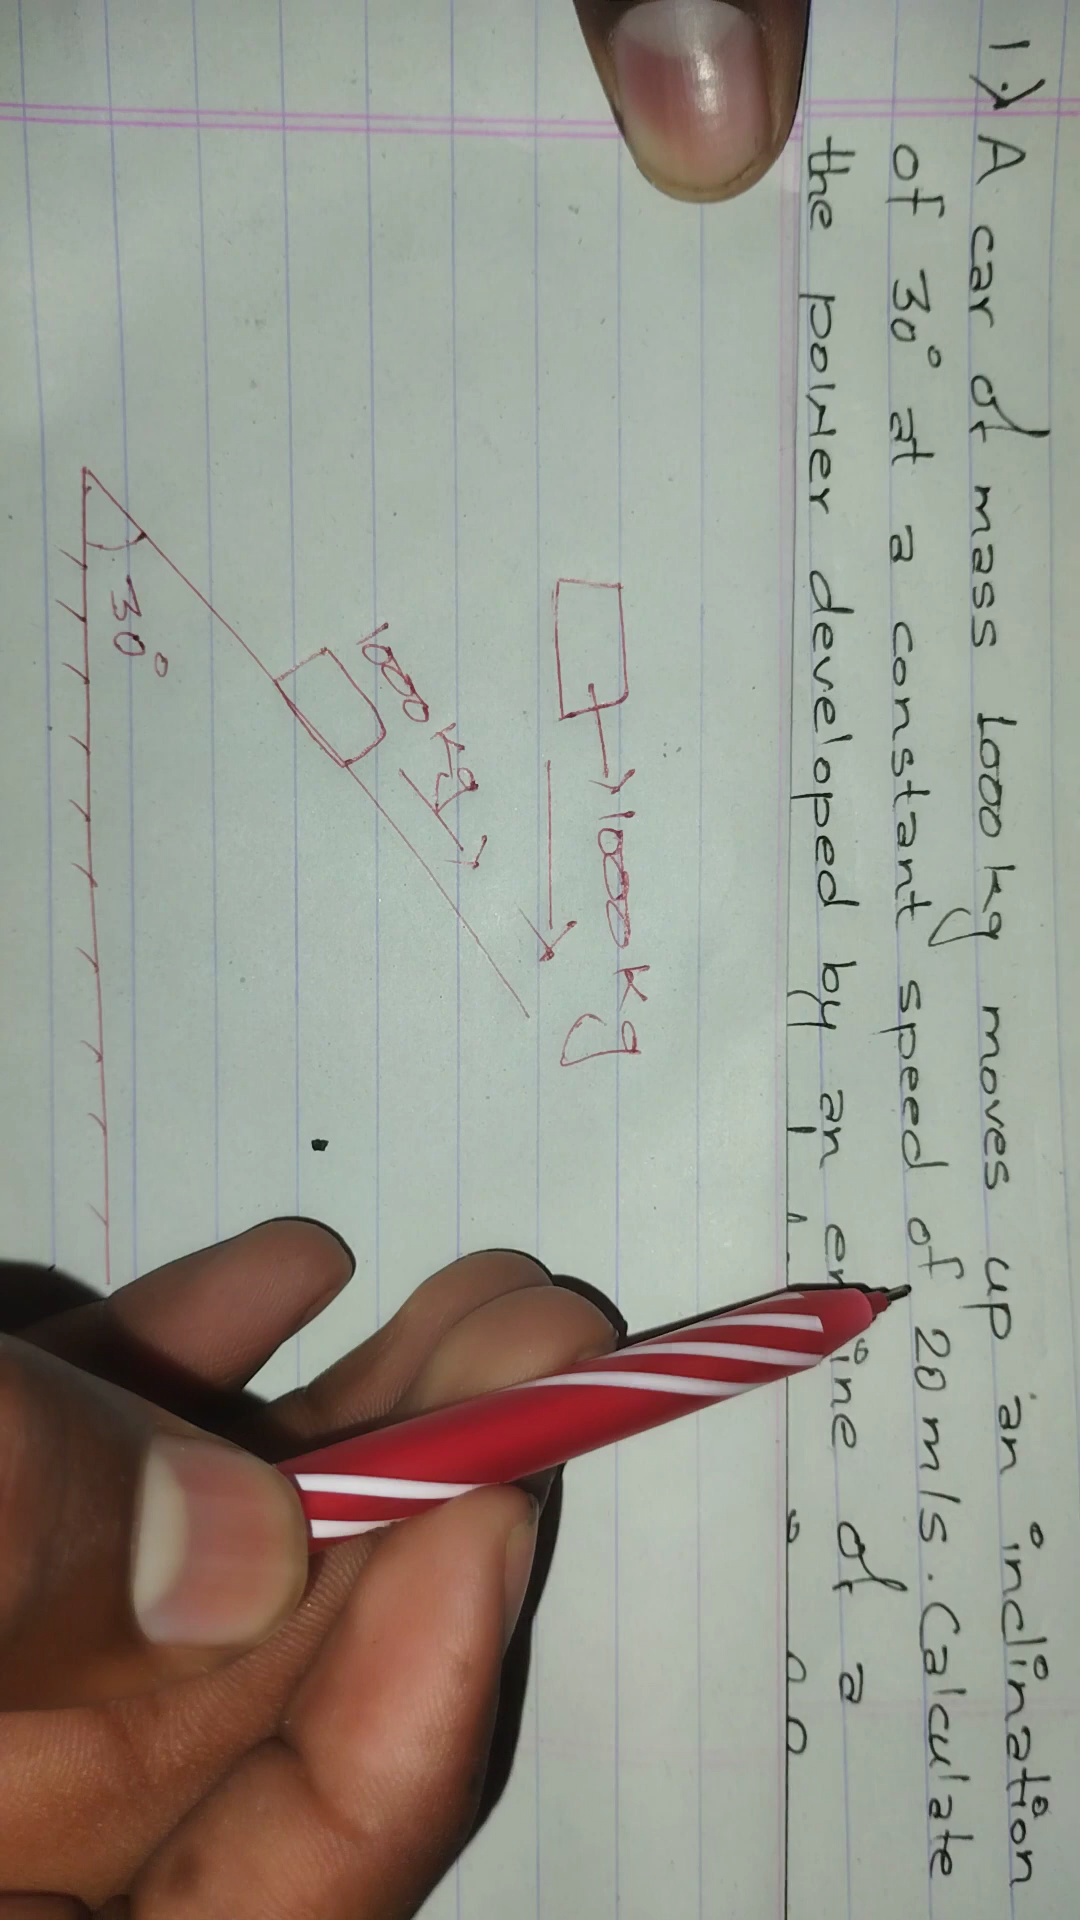 1.) A car of mass 1000 kg moves up an inclination
of 30° at a constant speed of 20 m/s. Calculate
the power developed by an engine of a
1000 kg
1000 kg
30°